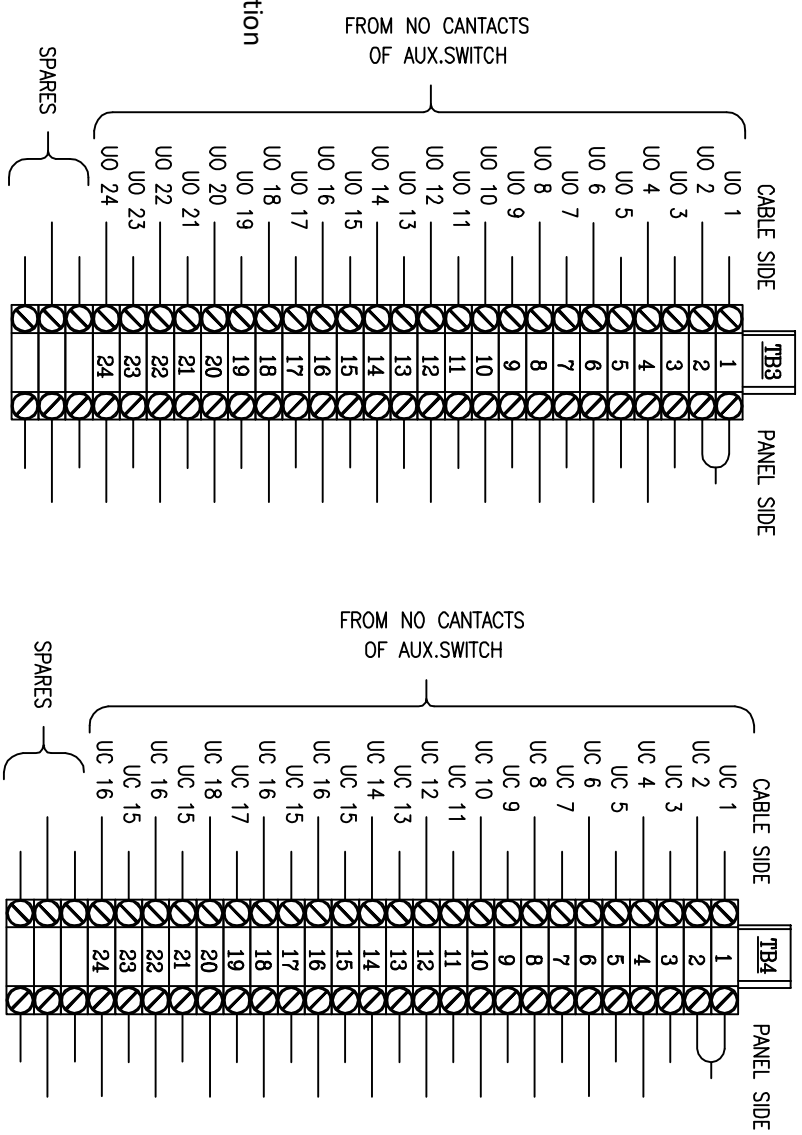 tion
FROM NO CANTACTS
OF AUX.SWITCH
SPARES
CABLE SIDE
TB3
PANEL SIDE
UO 1 1
UO 2 2
UO 3 3
UO 4 4
UO 5 5
UO 6 6
UO 7 7
UO 8 8
UO 9 9
UO 10 10
UO 11 11
UO 12 12
UO 13 13
UO 14 14
UO 15 15
UO 16 16
UO 17 17
UO 18 18
UO 19 19
UO 20 20
UO 21 21
UO 22 22
UO 23 23
UO 24 24
FROM NO CANTACTS
OF AUX.SWITCH
SPARES
CABLE SIDE
TB4
PANEL SIDE
UC 1 1
UC 2 2
UC 3 3
UC 4 4
UC 5 5
UC 6 6
UC 7 7
UC 8 8
UC 9 9
UC 10 10
UC 11 11
UC 12 12
UC 13 13
UC 14 14
UC 15 15
UC 16 16
UC 15 17
UC 16 18
UC 17 19
UC 18 20
UC 15 21
UC 16 22
UC 15 23
UC 16 24